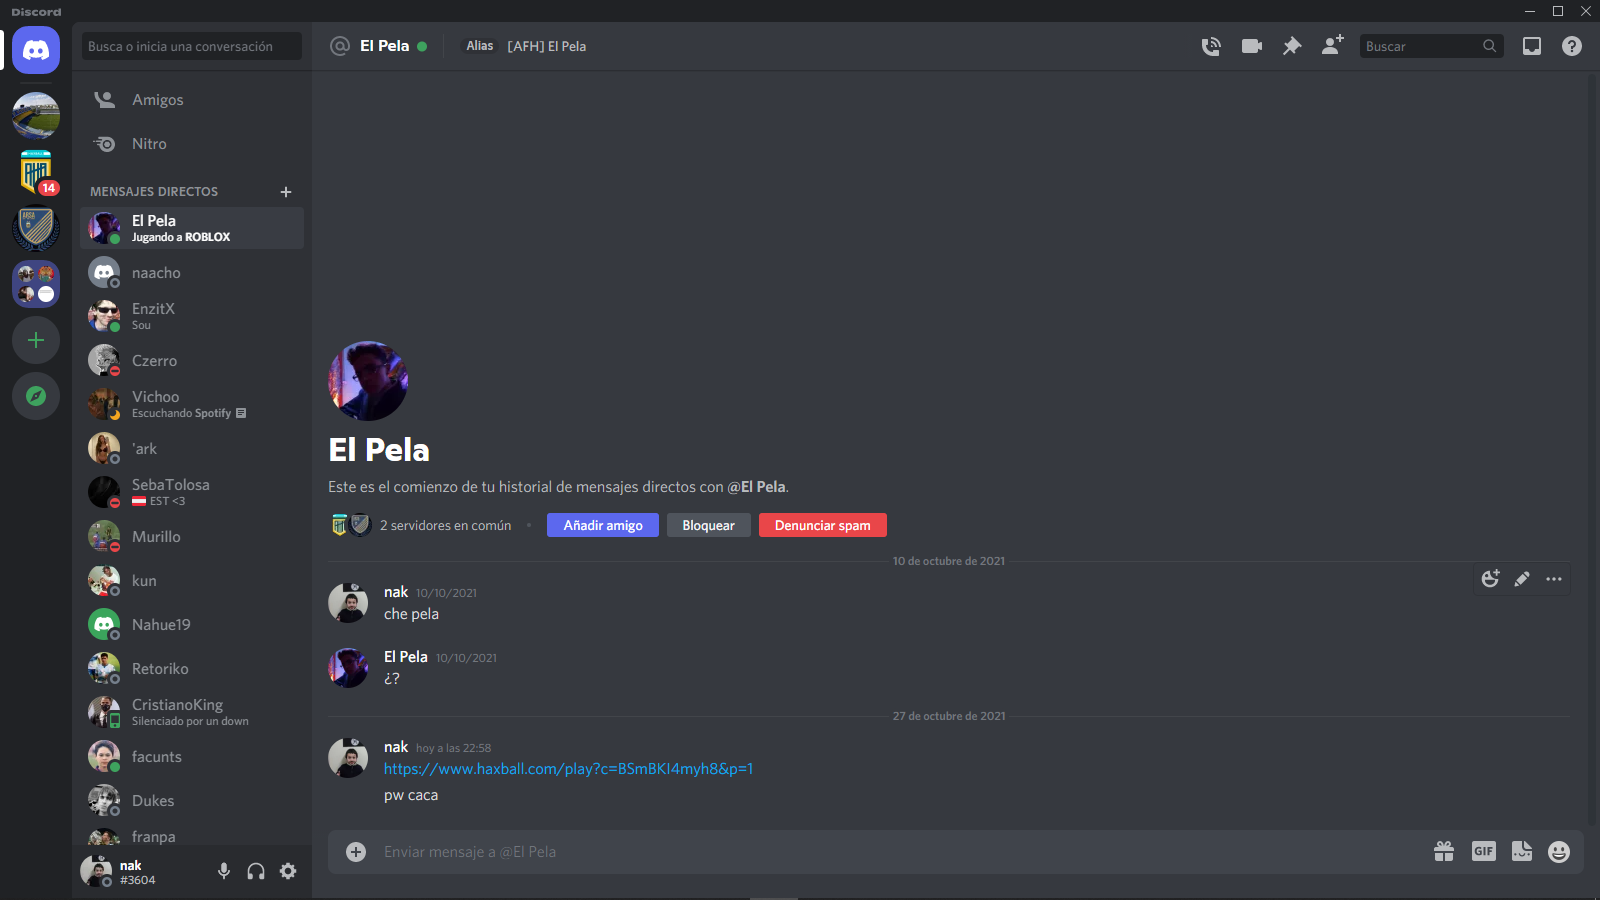 Discord
Busca o inicia una conversación
Amigos
Nitro
MENSAJES DIRECTOS
El Pela
Jugando a ROBLOX
naacho
EnzitX
Sou
Czerro
Vichoo
Escuchando Spotify
'ark
SebaTolosa
EST <3
Murillo
kun
Nahue19
Retoriko
CristianoKing
Silenciado por un down
facunts
Dukes
franpa
nak
#3604
14
El Pela
Alias [AFH] El Pela
Buscar
El Pela
Este es el comienzo de tu historial de mensajes directos con @El Pela.
2 servidores en común
Añadir amigo
Bloquear
Denunciar spam
10 de octubre de 2021
nak 10/10/2021
che pela
El Pela 10/10/2021
¿?
27 de octubre de 2021
nak hoy a las 22:58
https://www.haxball.com/play?c=BSmBKI4myh8&p=1
pw caca
Enviar mensaje a @El Pela
GIF